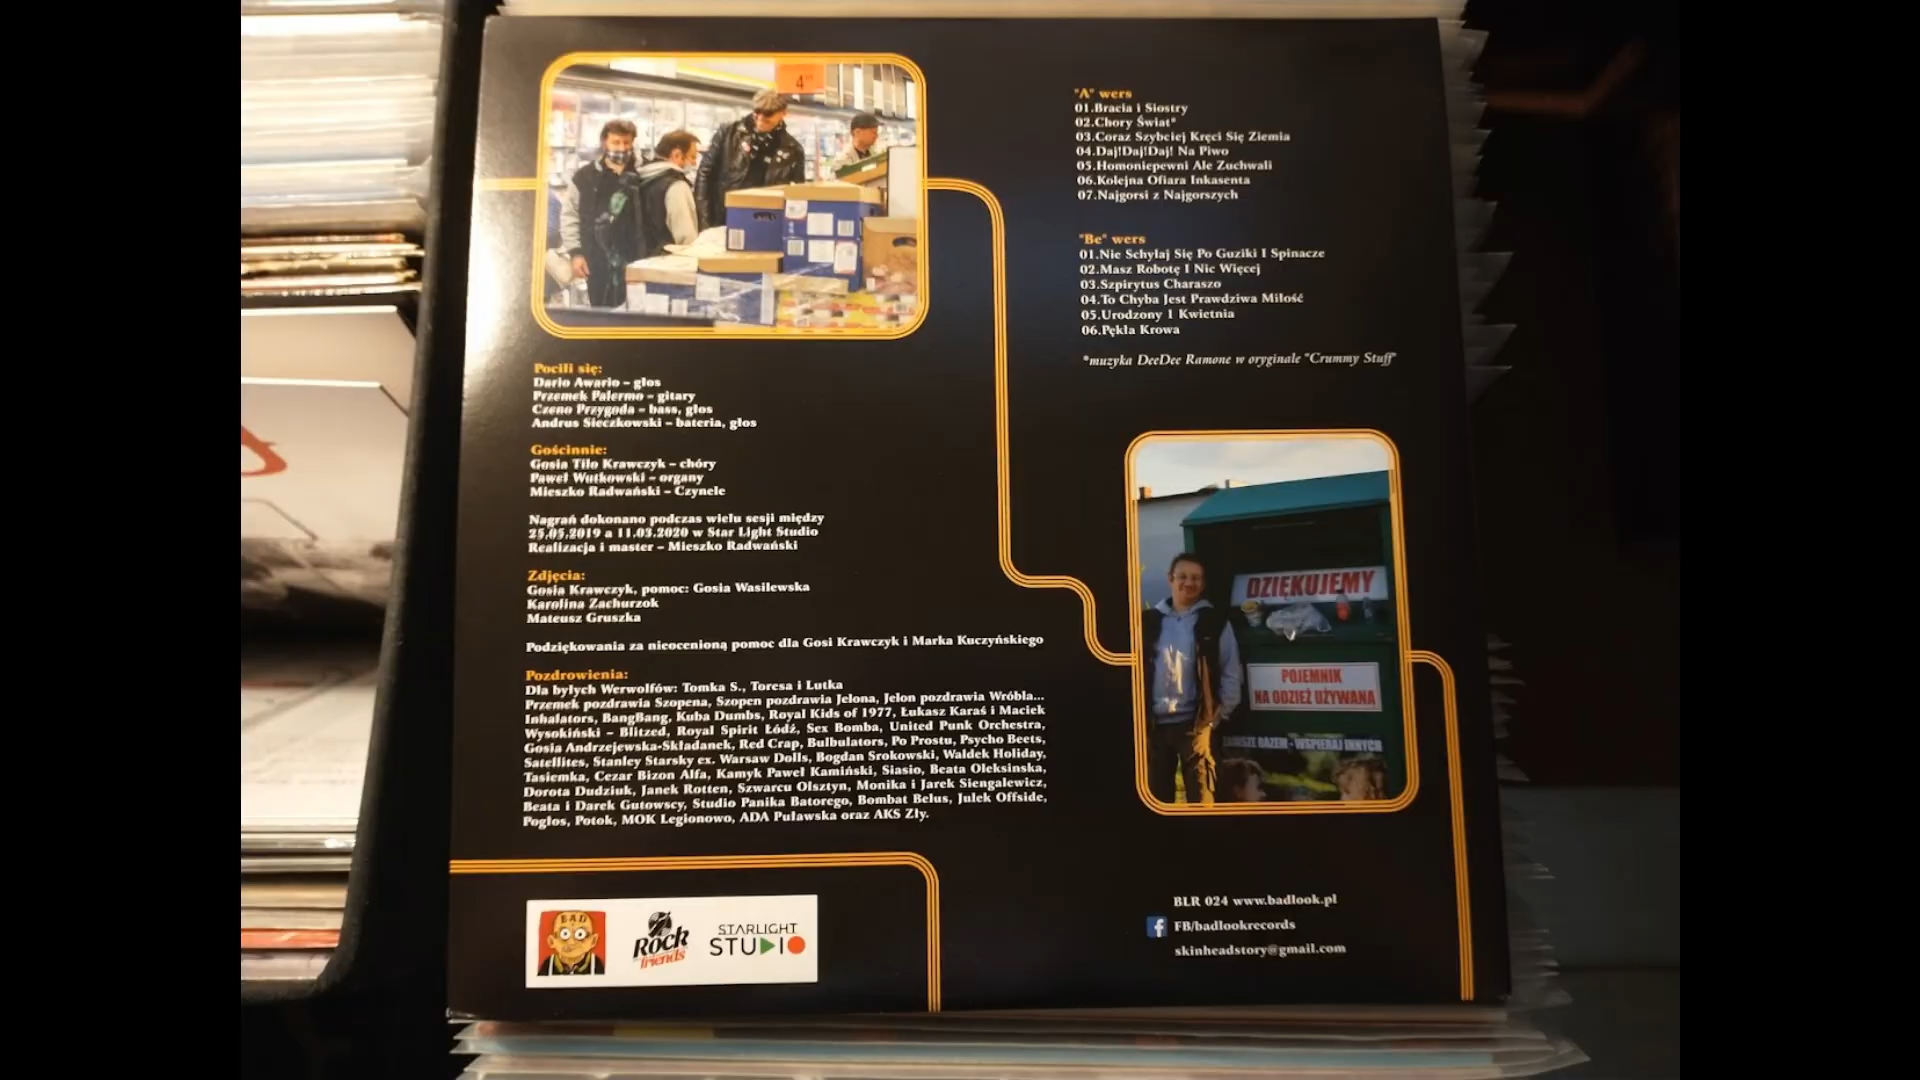 4
Pocili się:
Dario Awario – głos
Przemek Palermo – gitary
Czeno Przygoda – bass, głos
Andrus Sieczkowski – bateria, głos
Gościnnie:
Gosia Tilo Krawczyk – chóry
Paweł Wutkowski – organy
Mieszko Radwański – Czynele
Nagrań dokonano podczas wielu sesji między
25.05.2019 a 11.03.2020 w Star Light Studio
Realizacja i master – Mieszko Radwański
Zdjęcia:
Gosia Krawczyk, pomoc: Gosia Wasilewska
Karolina Zachurzok
Mateusz Gruszka
Podziękowania za nieocenioną pomoc dla Gosi Krawczyk i Marka Kuczyńskiego
Pozdrowienia:
Dla byłych Werwolfów: Tomka S., Toresa i Lutka
Przemek pozdrawia Szopena, Szopen pozdrawia Jelona, Jelon pozdrawia Wróbla...
Inhalators, BangBang, Kuba Dumbs, Royal Kids of 1977, Łukasz Karaś i Maciek
Wysokiński – Blitzed, Royal Spirit Łódź, Sex Bomba, United Punk Orchestra,
Gosia Andrzejewska-Składanek, Red Crap, Bulbulators, Po Prostu, Psycho Beets,
Satellites, Stanley Starsky ex. Warsaw Dolls, Bogdan Srokowski, Waldek Holiday,
Tasiemka, Cezar Bizon Alfa, Kamyk Paweł Kamiński, Siasio, Beata Oleksinska,
Dorota Dudziuk, Janek Rotten, Szwarcu Olsztyn, Monika i Jarek Siengalewicz,
Beata i Darek Gutowscy, Studio Panika Batorego, Bombat Belus, Julek Offside,
Pogłos, Potok, MOK Legionowo, ADA Puławska oraz AKS Zły.
BAD
Rock
friends
STARLIGHT
STUDIO
"A" wers
01.Bracia i Siostry
02.Chory Świat*
03.Coraz Szybciej Kręci Się Ziemia
04.Daj!Daj!Daj! Na Piwo
05.Homoniepewni Ale Zuchwali
06.Kolejna Ofiara Inkasenta
07.Najgorsi z Najgorszych
"Be" wers
01.Nie Schylaj Się Po Guziki I Spinacze
02.Masz Robotę I Nic Więcej
03.Szpirytus Charaszo
04.To Chyba Jest Prawdziwa Miłość
05.Urodzony 1 Kwietnia
06.Pękła Krowa
*muzyka DeeDee Ramone w oryginale "Crummy Stuff"
DZIĘKUJEMY
POJEMNIK
NA ODZIEŻ UŻYWANĄ
RAZEM - WSPIERAJ INNYCH
BLR 024 www.badlook.pl
f FB/badlookrecords
skinheadstory@gmail.com